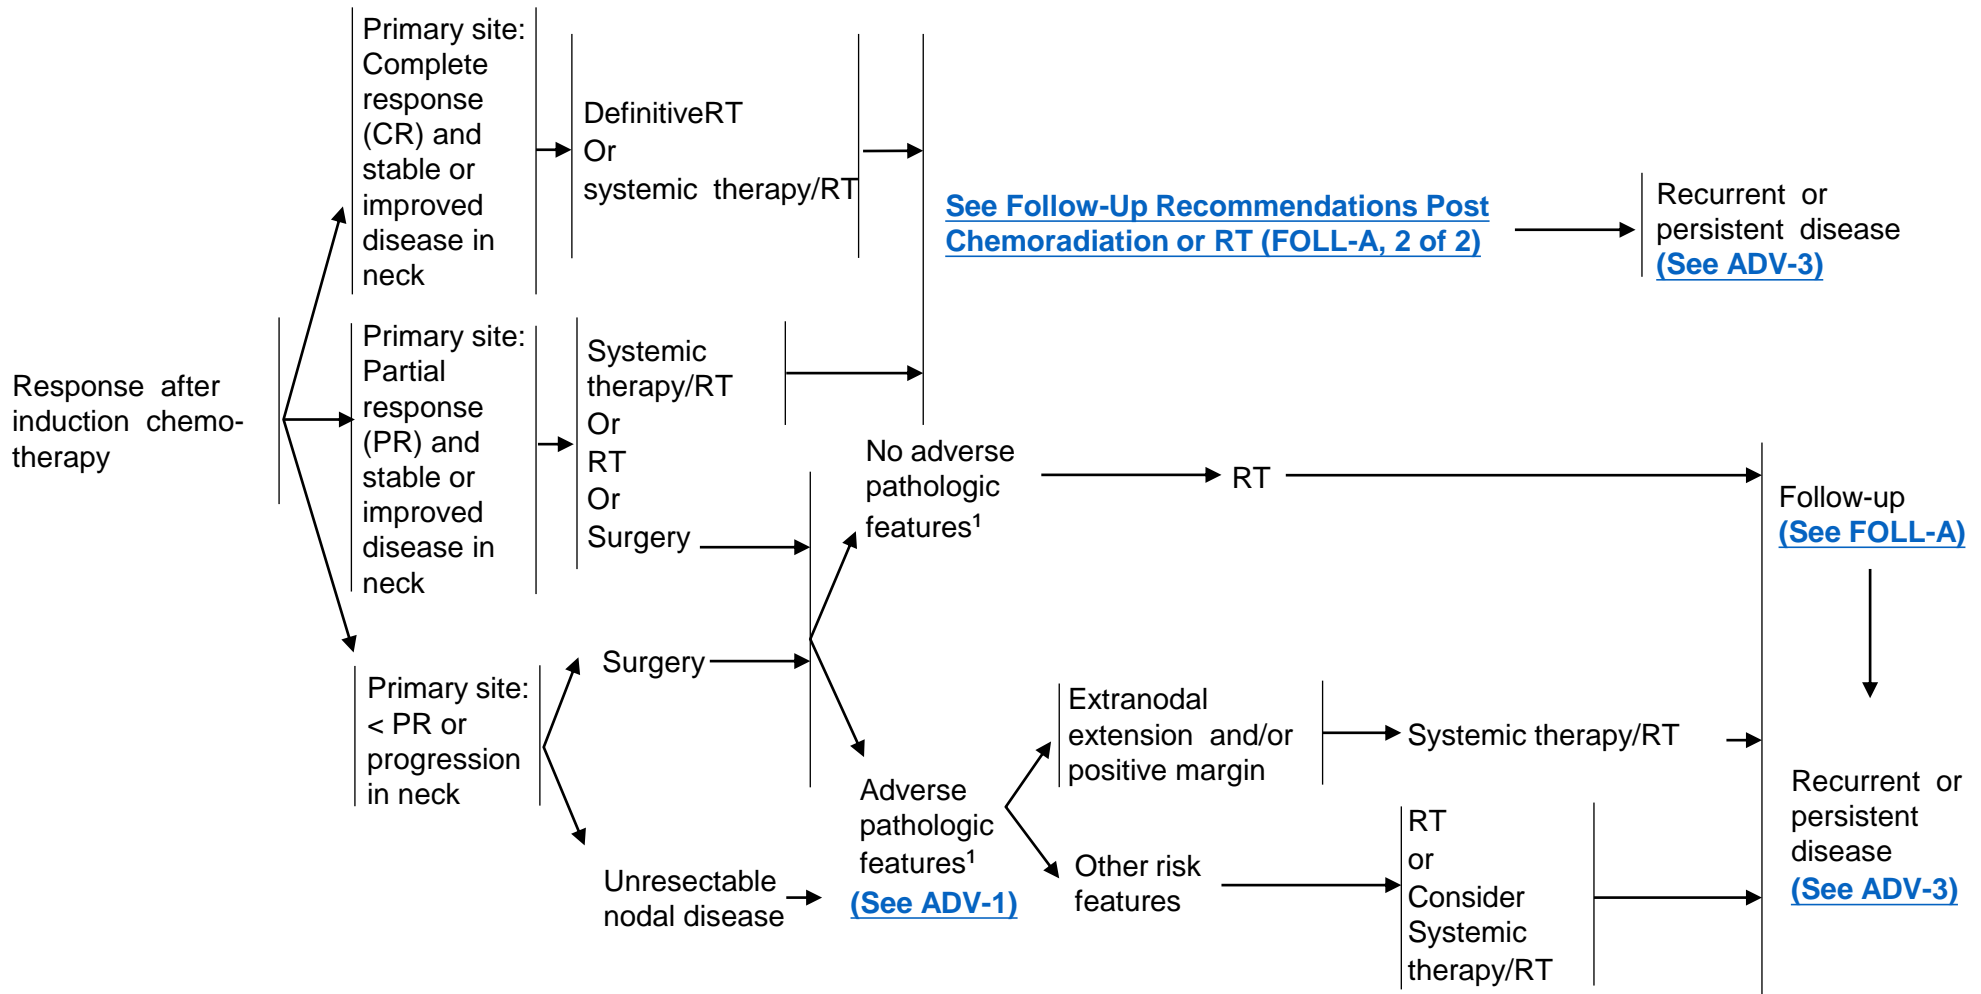 Response after
induction chemo-
therapy
Primary site:
Complete
response
(CR) and
stable or
improved
disease in
neck
DefinitiveRT
Or
systemic therapy/RT
See Follow-Up Recommendations Post
Chemoradiation or RT (FOLL-A, 2 of 2)
Recurrent or
persistent disease
(See ADV-3)
Primary site:
Partial
response
(PR) and
stable or
improved
disease in
neck
Systemic
therapy/RT
Or
RT
Or
Surgery
No adverse
pathologic
features¹
RT
Follow-up
(See FOLL-A)
Primary site:
< PR or
progression
in neck
Surgery
Unresectable
nodal disease
Adverse
pathologic
features¹
(See ADV-1)
Extranodal
extension and/or
positive margin
Systemic therapy/RT
Other risk
features
RT
or
Consider
Systemic
therapy/RT
Recurrent or
persistent
disease
(See ADV-3)